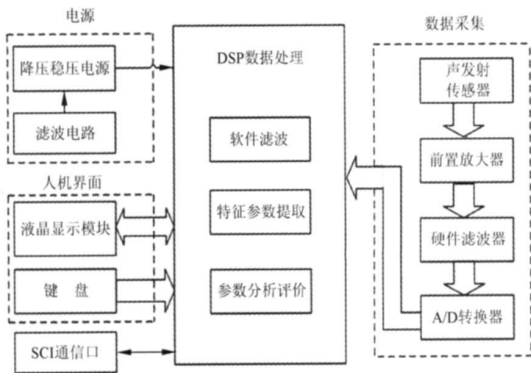 电源
降压稳压电源
滤波电路
人机界面
液晶显示模块
键 盘
SCI通信口
DSP数据处理
软件滤波
特征参数提取
参数分析评价
数据采集
声发射
传感器
前置放大器
硬件滤波器
A/D转换器